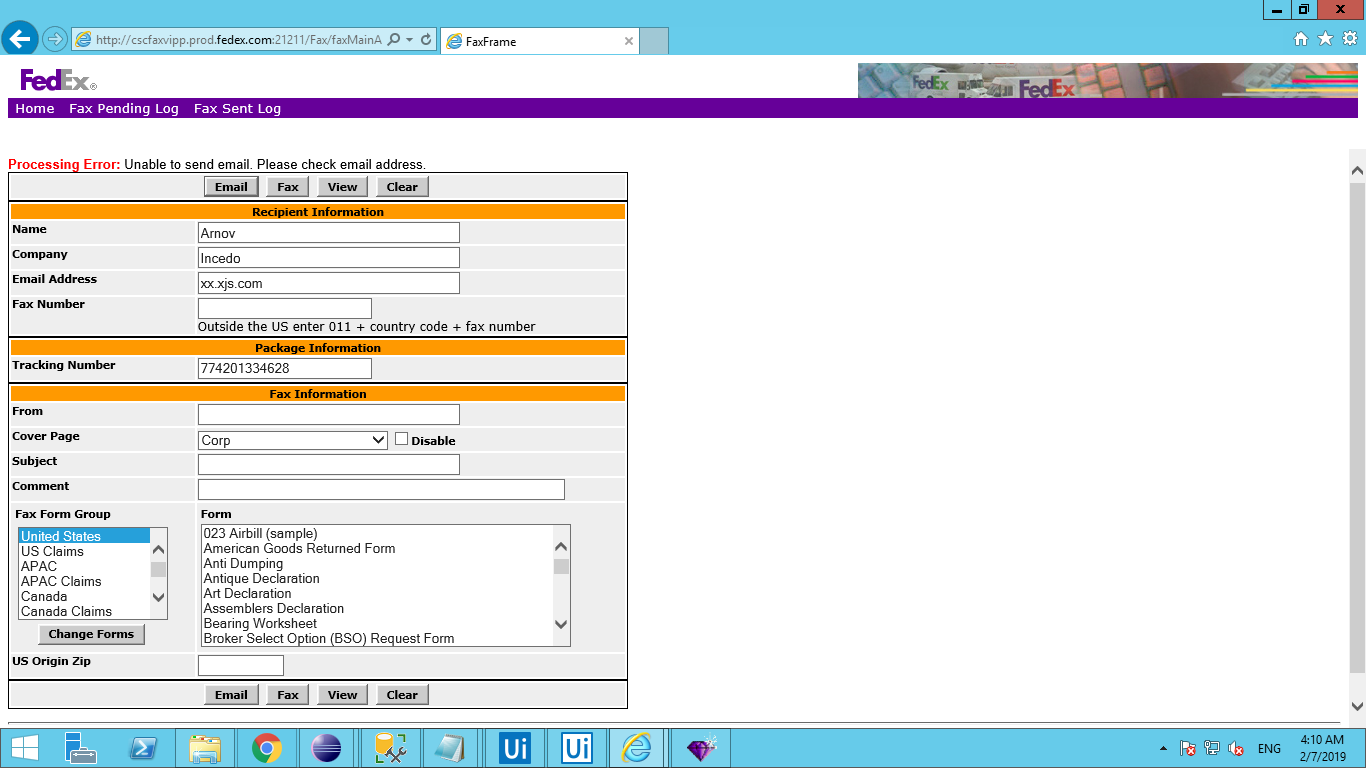 http://cscfaxvipp.prod.fedex.com:21211/Fax/faxMainA
FaxFrame
FedEx®
FedEx
FedEx
Home Fax Pending Log Fax Sent Log
Processing Error: Unable to send email. Please check email address.
Email Fax View Clear
Recipient Information
Name Arnov
Company Incedo
Email Address xx.xjs.com
Fax Number
Outside the US enter 011 + country code + fax number
Package Information
Tracking Number 774201334628
Fax Information
From
Cover Page Corp Disable
Subject
Comment
Fax Form Group
United States
US Claims
APAC
APAC Claims
Canada
Canada Claims
Change Forms
Form
023 Airbill (sample)
American Goods Returned Form
Anti Dumping
Antique Declaration
Art Declaration
Assemblers Declaration
Bearing Worksheet
Broker Select Option (BSO) Request Form
US Origin Zip
Email Fax View Clear
Ui Ui
ENG
4:10 AM
2/7/2019